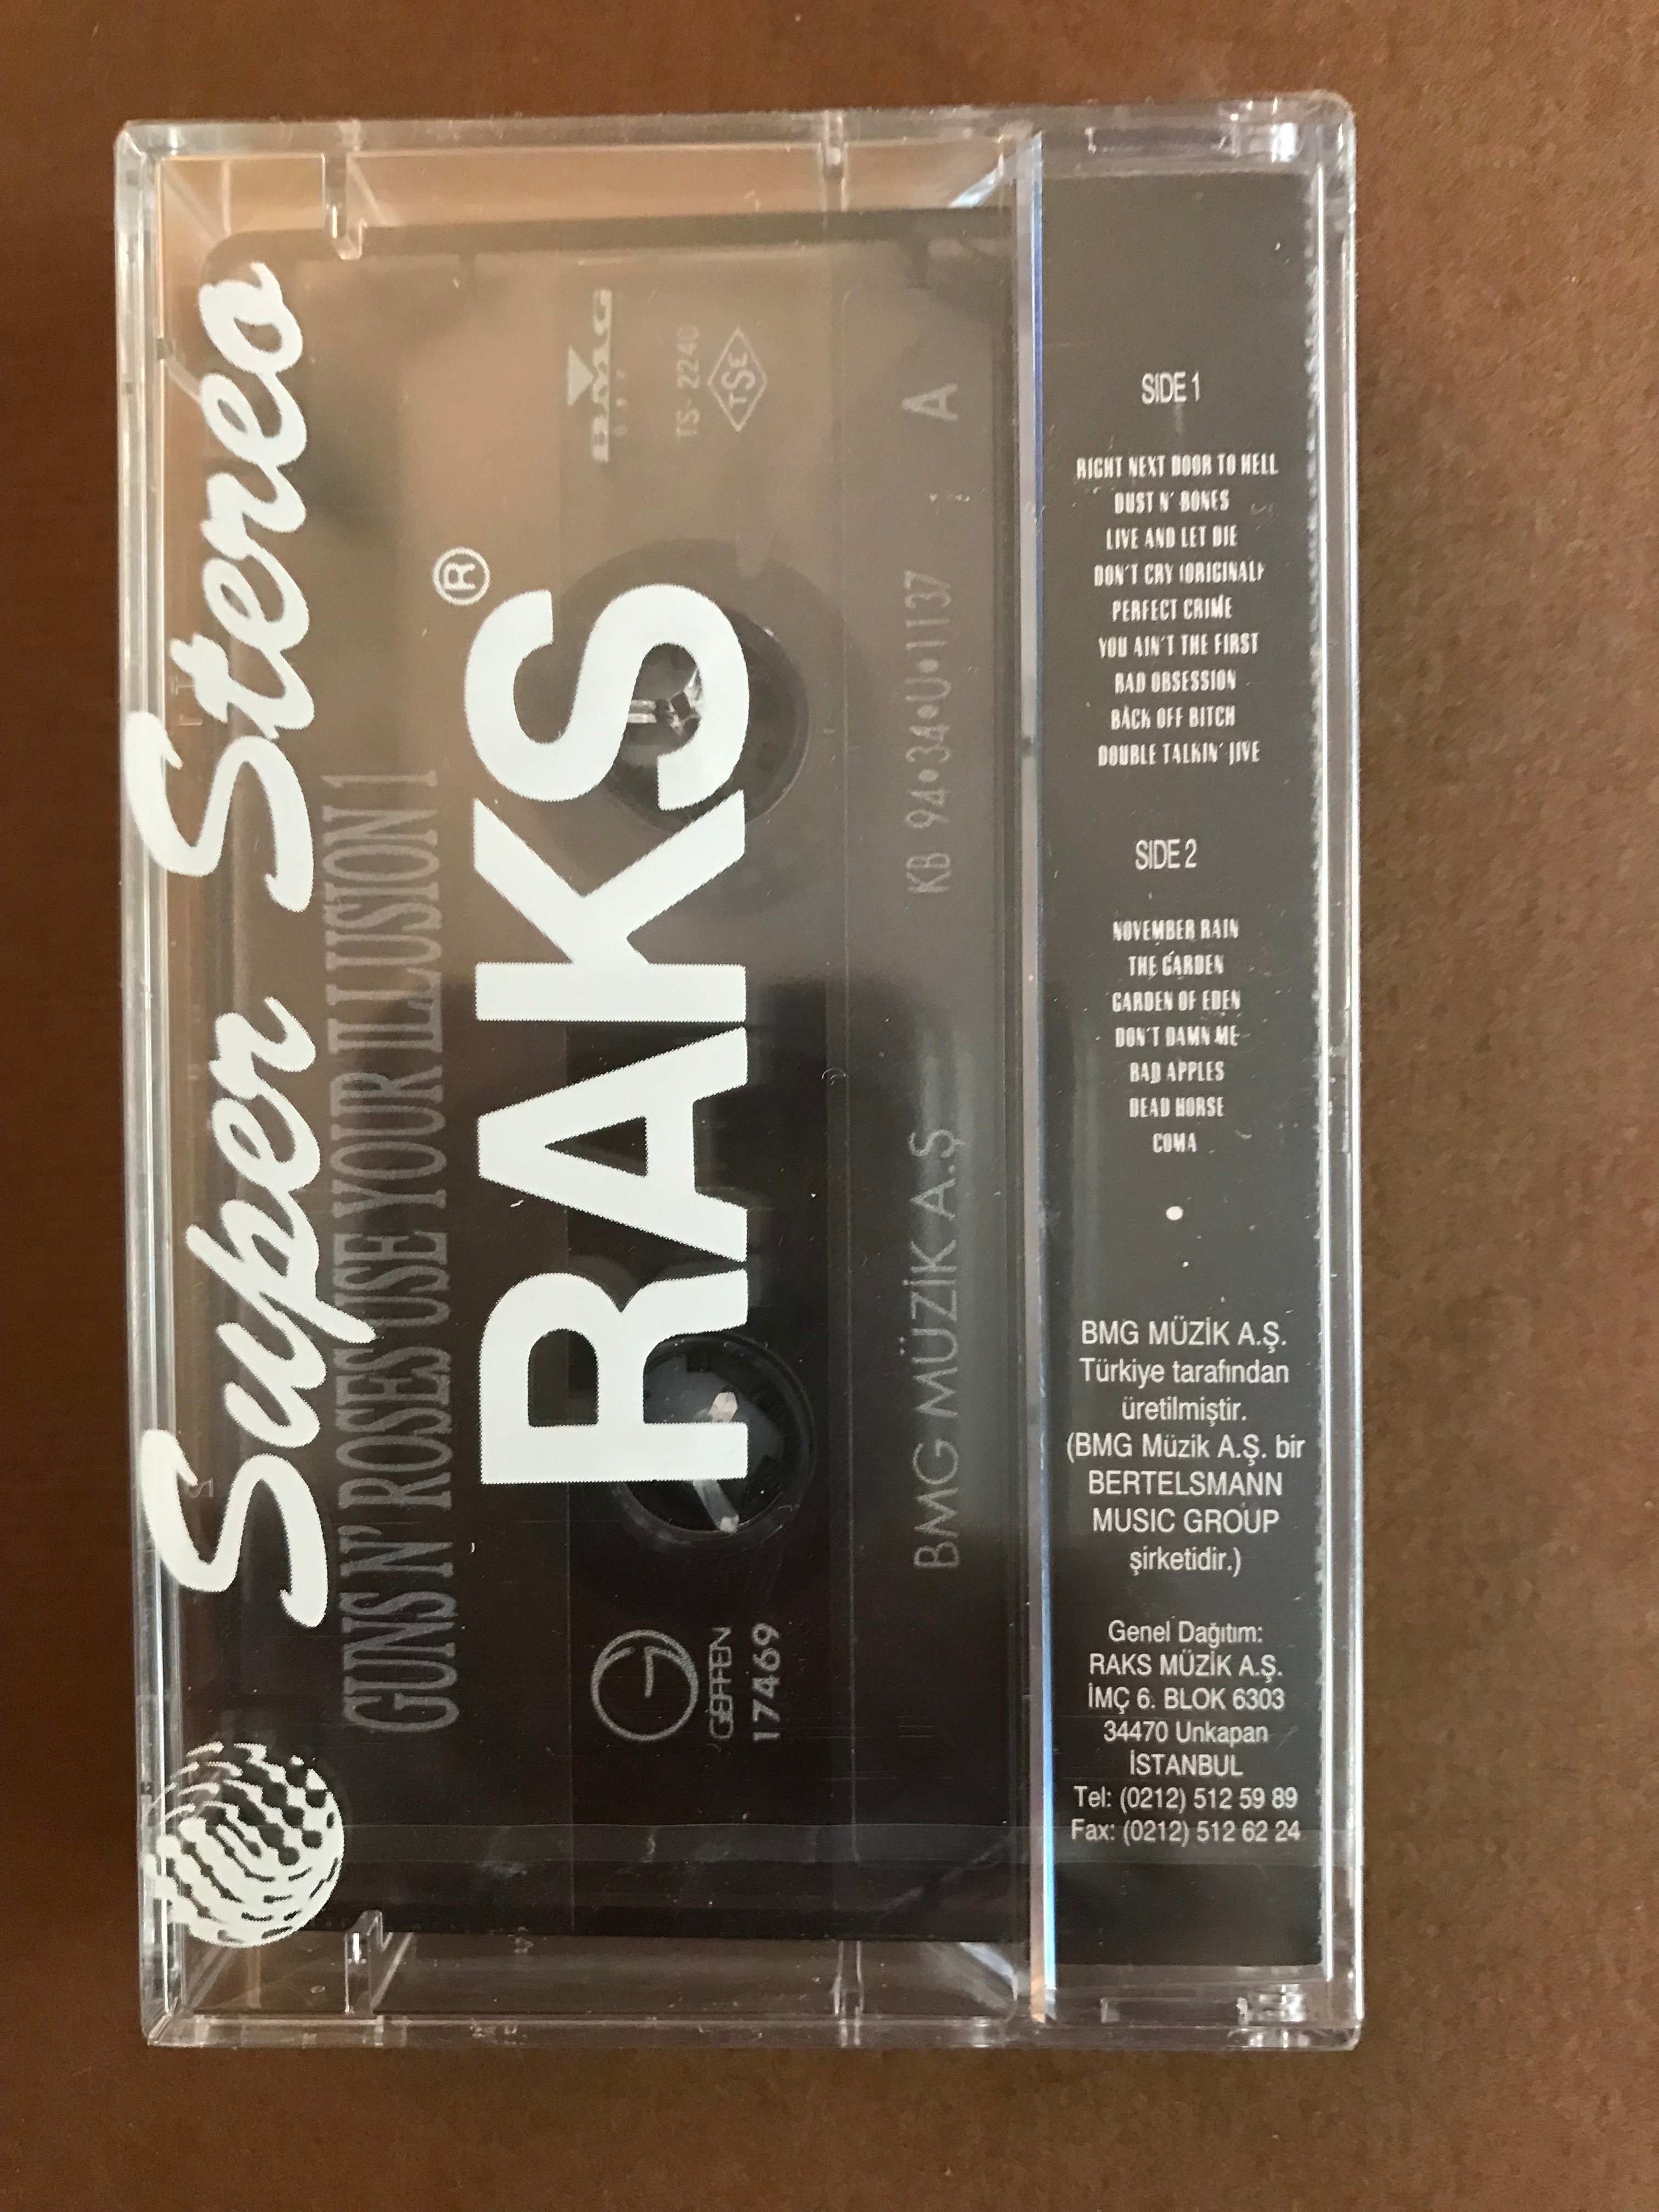 Super Stereo
GUNS N' ROSES USE YOUR ILLUSION 1
RAKS®
BMG
TS- 2240
TSE
GEFFEN
17469
A
KB 94•34•U•1137
BMG MÜZİK A.Ş
SIDE 1
RIGHT NEXT DOOR TO HELL
DUST N' BONES
LIVE AND LET DIE
DON'T CRY (ORIGINAL)
PERFECT CRIME
YOU AIN'T THE FIRST
BAD OBSESSION
BACK OFF BITCH
DOUBLE TALKIN' JIVE
SIDE 2
NOVEMBER RAIN
THE GARDEN
GARDEN OF EDEN
DON'T DAMN ME
BAD APPLES
DEAD HORSE
COMA
BMG MÜZİK A.Ş.
Türkiye tarafından
üretilmiştir.
(BMG Müzik A.Ş. bir
BERTELSMANN
MUSIC GROUP
şirketidir.)
Genel Dağıtım:
RAKS MÜZİK A.Ş.
İMÇ 6. BLOK 6303
34470 Unkapan
İSTANBUL
Tel: (0212) 512 59 89
Fax: (0212) 512 62 24